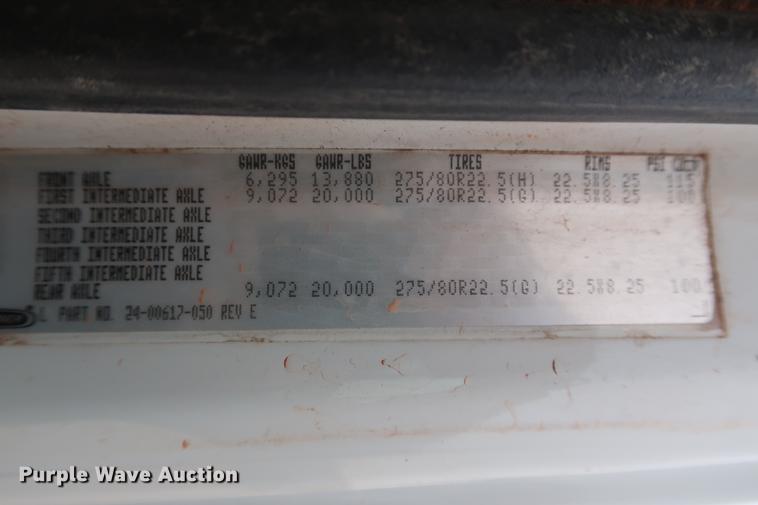 GAWR-KGS GAWR-LBS TIRES RIMS PSI COLD
FRONT AXLE 6,295 13,880 275/80R22.5(H) 22.5X8.25 115
FIRST INTERMEDIATE AXLE 9,072 20,000 275/80R22.5(G) 22.5X8.25 100
SECOND INTERMEDIATE AXLE
THIRD INTERMEDIATE AXLE
FOURTH INTERMEDIATE AXLE
FIFTH INTERMEDIATE AXLE
REAR AXLE 9,072 20,000 275/80R22.5(G) 22.5X8.25 100
PART NO. 24-00617-050 REV E
Purple Wave Auction